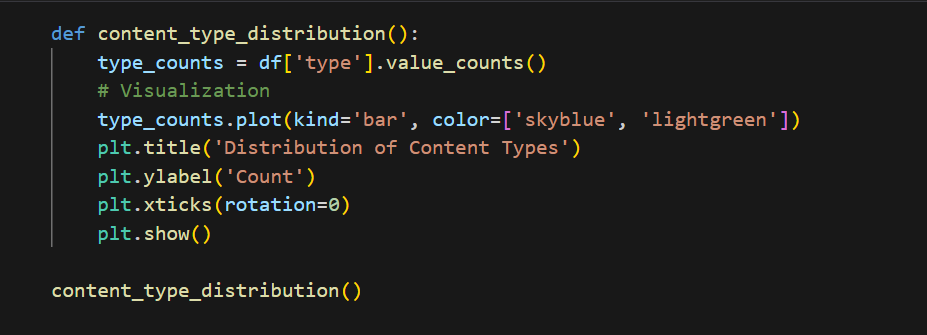 def content_type_distribution():
    type_counts = df['type'].value_counts()
    # Visualization
    type_counts.plot(kind='bar', color=['skyblue', 'lightgreen'])
    plt.title('Distribution of Content Types')
    plt.ylabel('Count')
    plt.xticks(rotation=0)
    plt.show()

content_type_distribution()